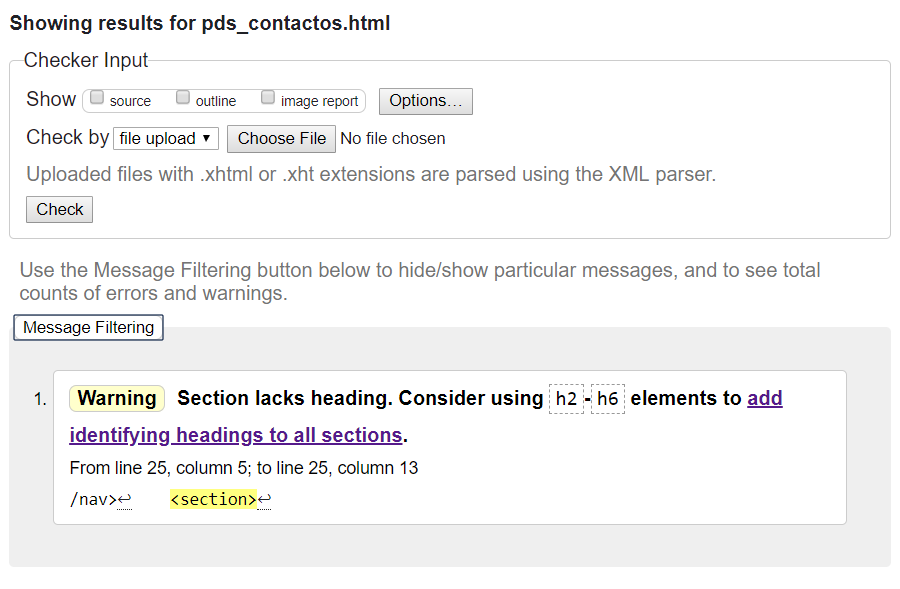 Showing results for pds_contactos.html
Checker Input
Show source outline image report Options...
Check by file upload ▼ Choose File No file chosen
Uploaded files with .xhtml or .xht extensions are parsed using the XML parser.
Check
Use the Message Filtering button below to hide/show particular messages, and to see total
counts of errors and warnings.
Message Filtering
1. Warning Section lacks heading. Consider using h2-h6 elements to add
identifying headings to all sections.
From line 25, column 5; to line 25, column 13
/nav>↩ <section>↩